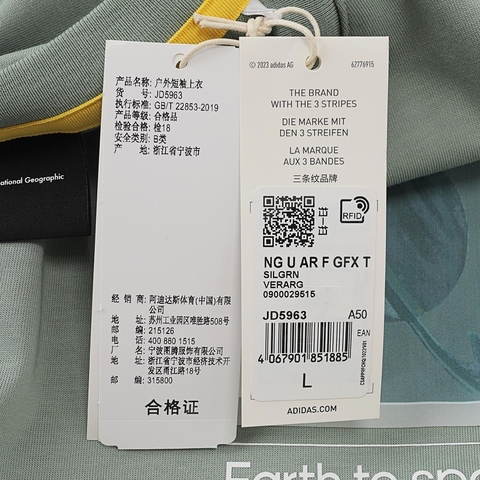 产品名称: 户外短袖上衣
货 号: JD5963
执行标准: GB/T 22853-2019
产品等级: 合格品
检验合格: 检18
安全类别: B类
产 地: 浙江省宁波市
ational Geographic
经 销 商: 阿迪达斯体育(中国)有限
公司
地 址: 苏州工业园区唯胜路508号
邮 编: 215126
电 话: 400 880 1515
厂 名: 宁波图腾服饰有限公司
地 址: 浙江省宁波市经济技术开
发区甬江路18号
邮 编: 315800
合格证
© 2023 adidas AG
62776915
THE BRAND
WITH THE 3 STRIPES
DIE MARKE MIT
DEN 3 STREIFEN
LA MARQUE
AUX 3 BANDES
三条纹品牌
RFID
NG U AR F GFX T
SILGRN
VERARG
0900029515
JD5963 A50
EAN
4 067901 851885
L
ADIDAS.COM
Earth to spa